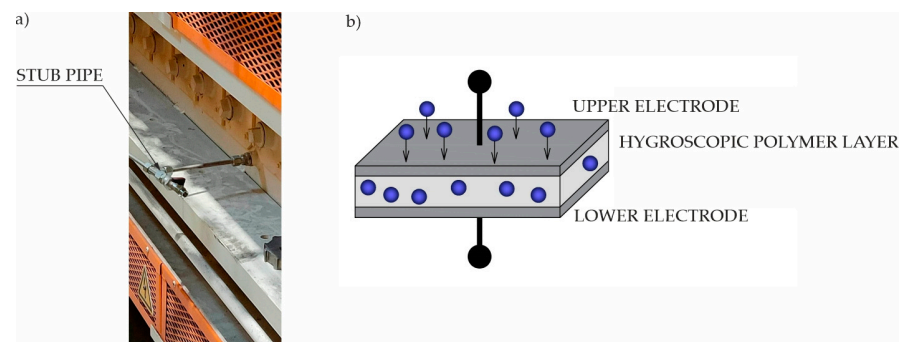 a)
b)
STUB PIPE
UPPER ELECTRODE
HYGROSCOPIC POLYMER LAYER
LOWER ELECTRODE